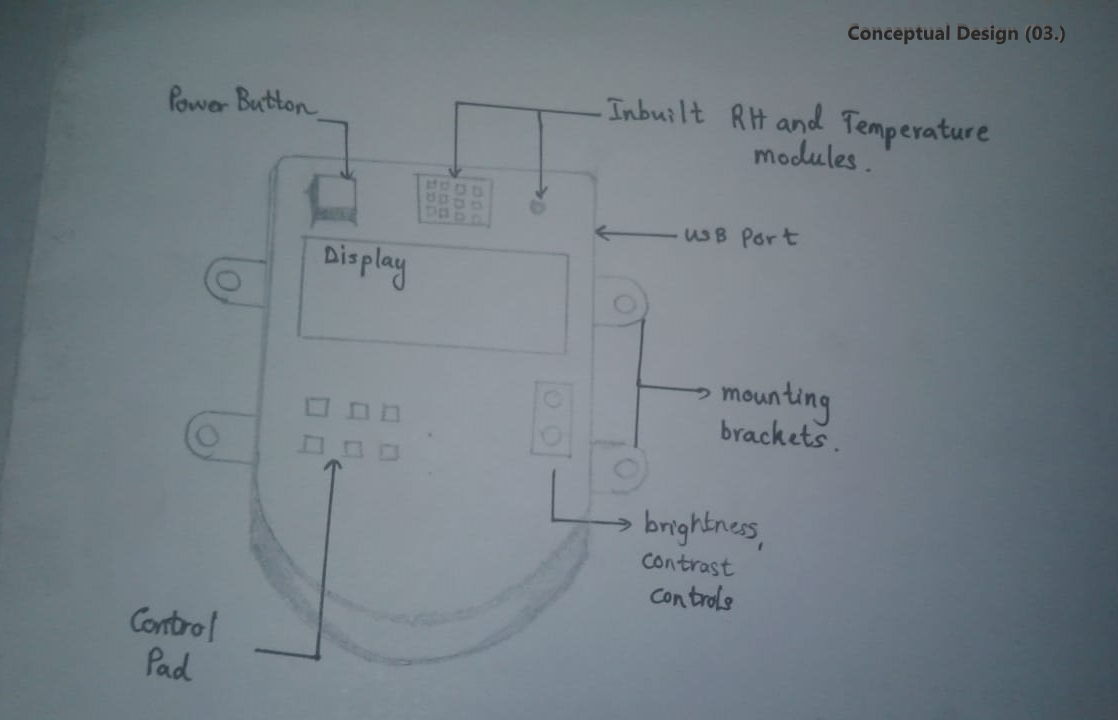 Conceptual Design (03.)
Power Button
Inbuilt RH and Temperature
modules.
USB Port
Display
mounting
brackets.
brightness,
contrast
controls
Control
Pad